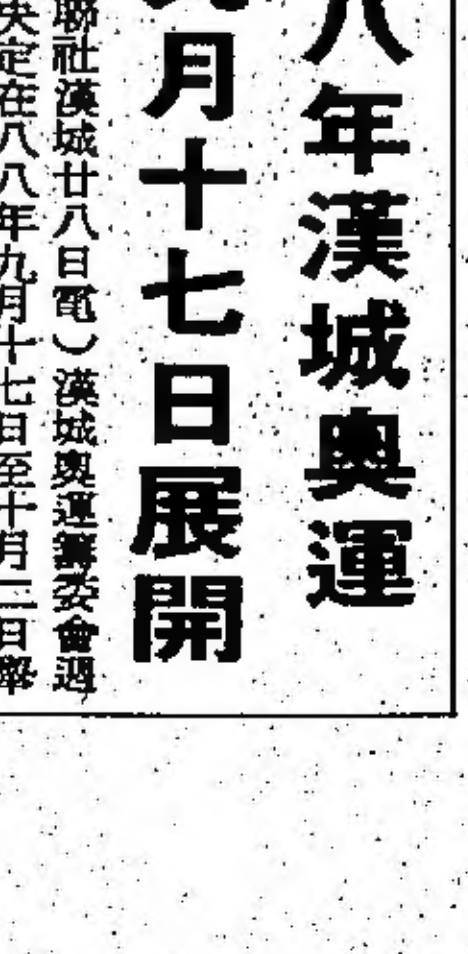 八年漢城奧運
月十七日展開
聯社漢城廿八日電）漢城奧運籌委會週
決定在八八年九月十七日至十月二日舉